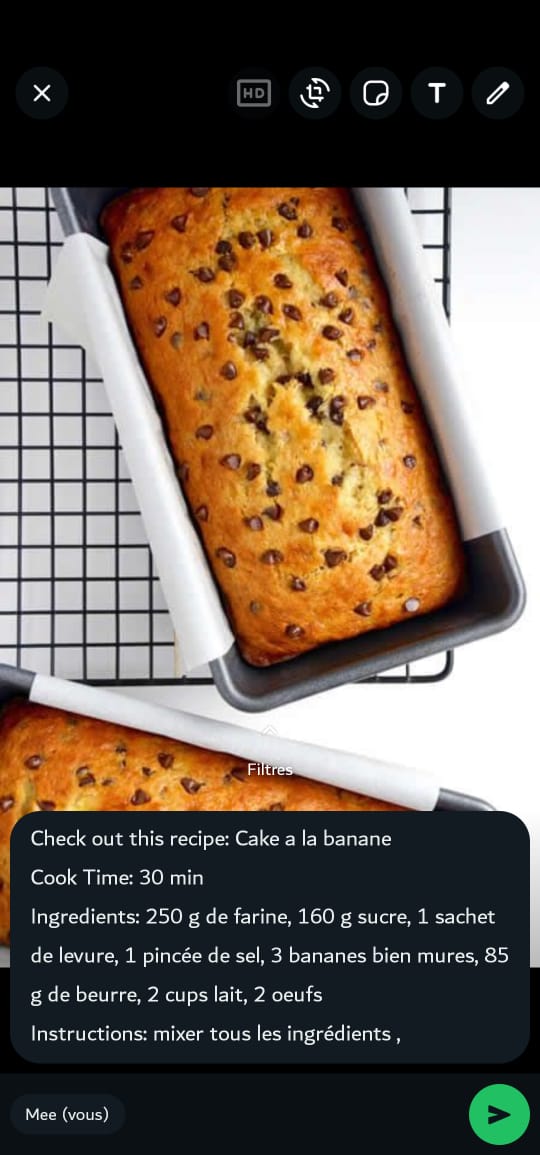 HD
T
Filtres
Check out this recipe: Cake a la banane
Cook Time: 30 min
Ingredients: 250 g de farine, 160 g sucre, 1 sachet
de levure, 1 pincée de sel, 3 bananes bien mures, 85
g de beurre, 2 cups lait, 2 oeufs
Instructions: mixer tous les ingrédients ,
Mee (vous)